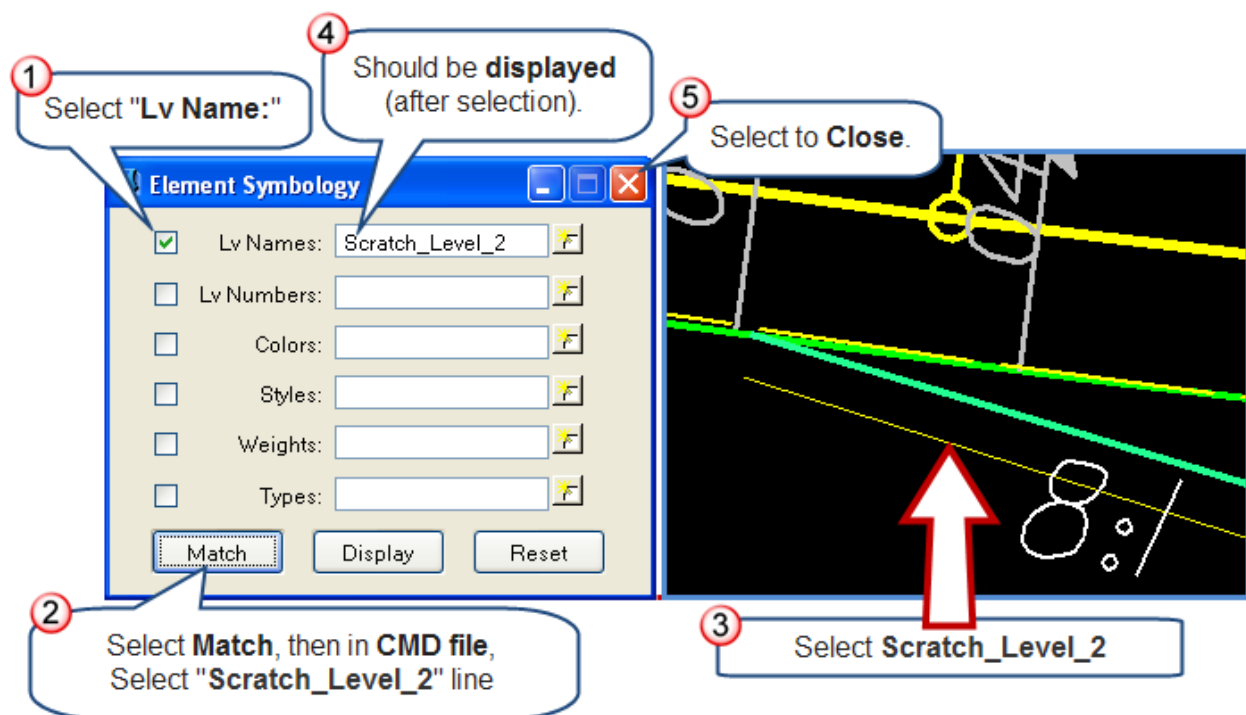 1
Select "Lv Name:"
4
Should be displayed
(after selection).
5
Select to Close.
Element Symbology
Lv Names: Scratch_Level_2
Lv Numbers:
Colors:
Styles:
Weights:
Types:
Match Display Reset
2
Select Match, then in CMD file,
Select "Scratch_Level_2" line
3
Select Scratch_Level_2